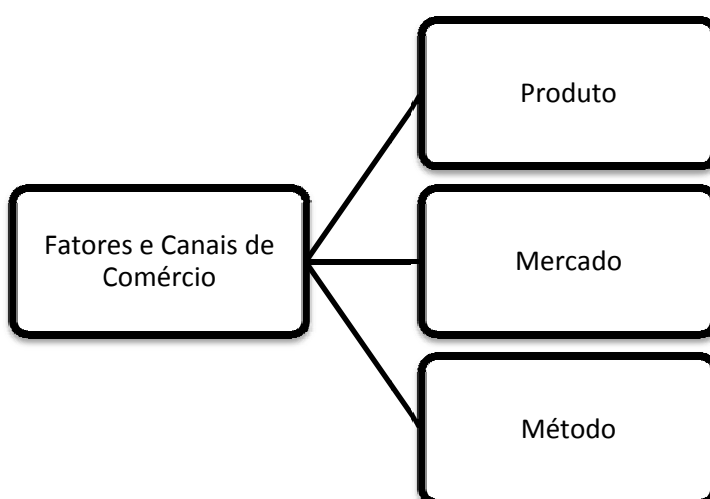 Produto
Fatores e Canais de
Comércio
Mercado
Método